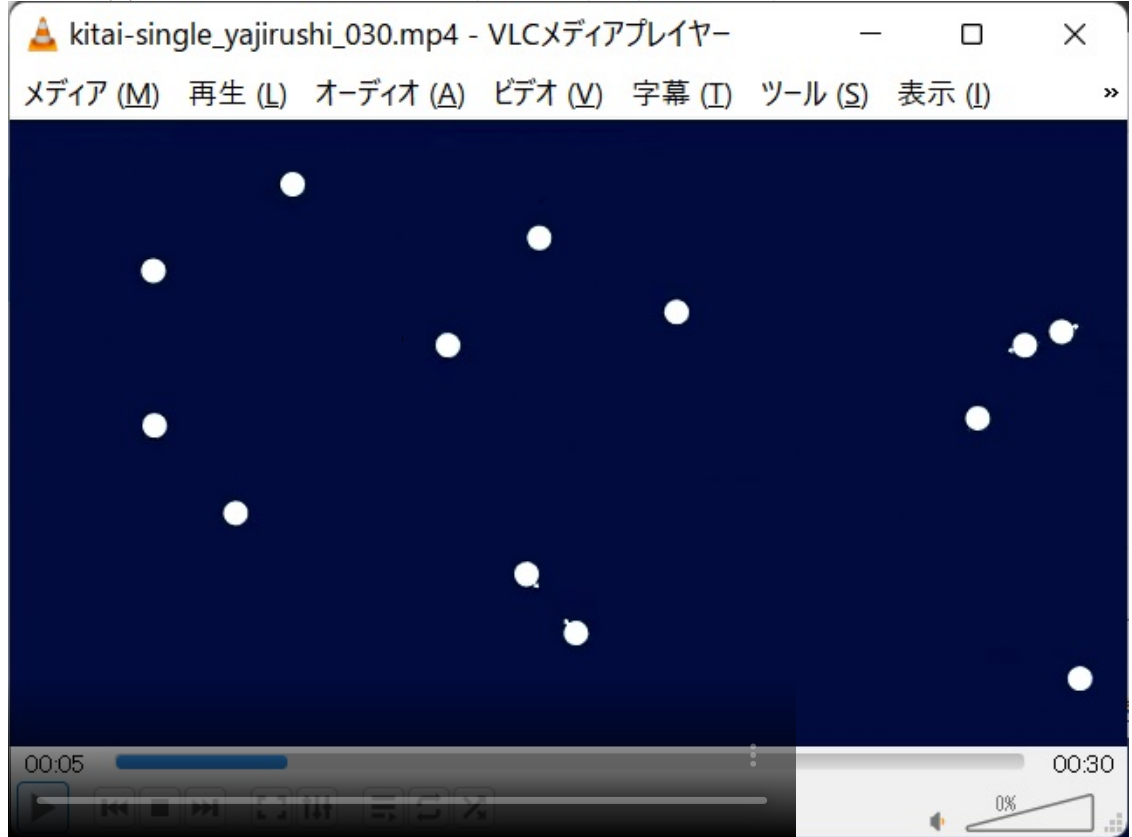 kitai-single_yajirushi_030.mp4 - VLCメディアプレイヤー
メディア (M) 再生 (L) オーディオ (A) ビデオ (V) 字幕 (T) ツール (S) 表示 (I) »
00:05 00:30
0%